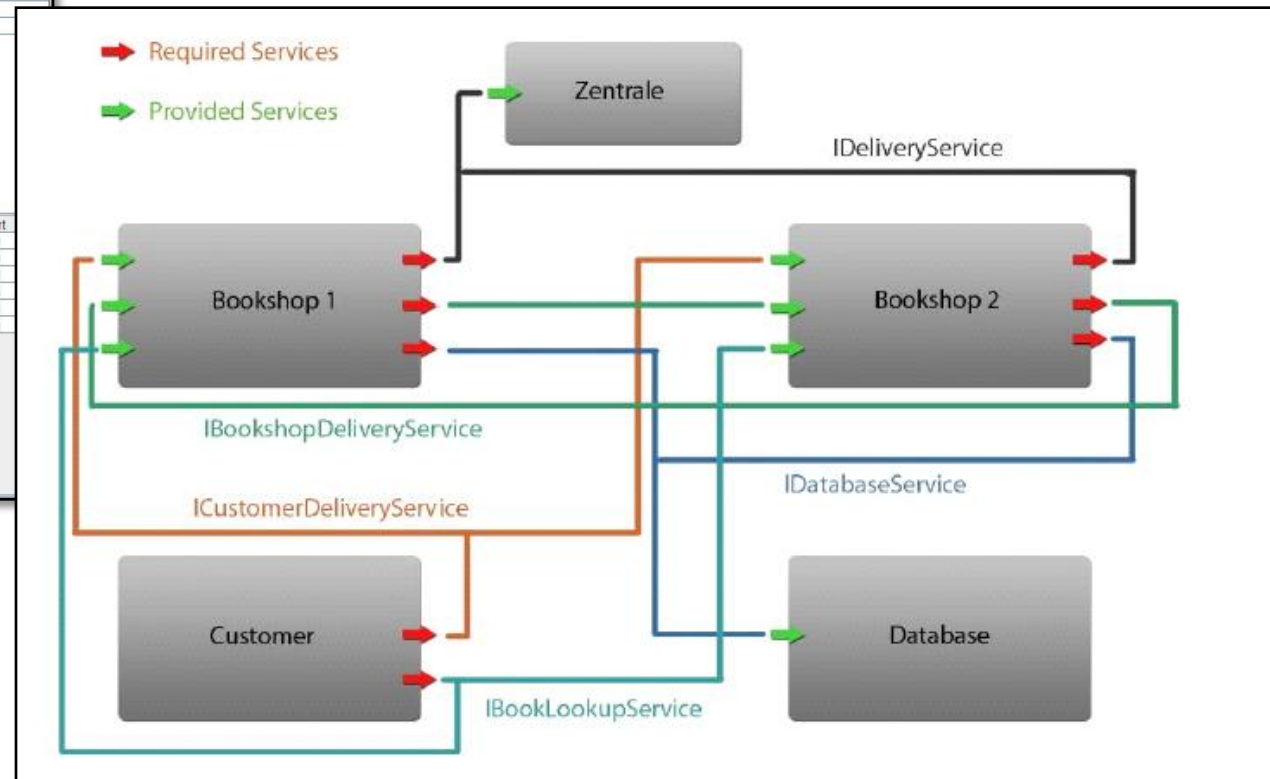 Required Services
Provided Services
Zentrale
IDeliveryService
Bookshop 1
Bookshop 2
IBookshopDeliveryService
IDatabaseService
ICustomerDeliveryService
Customer
Database
IBookLookupService